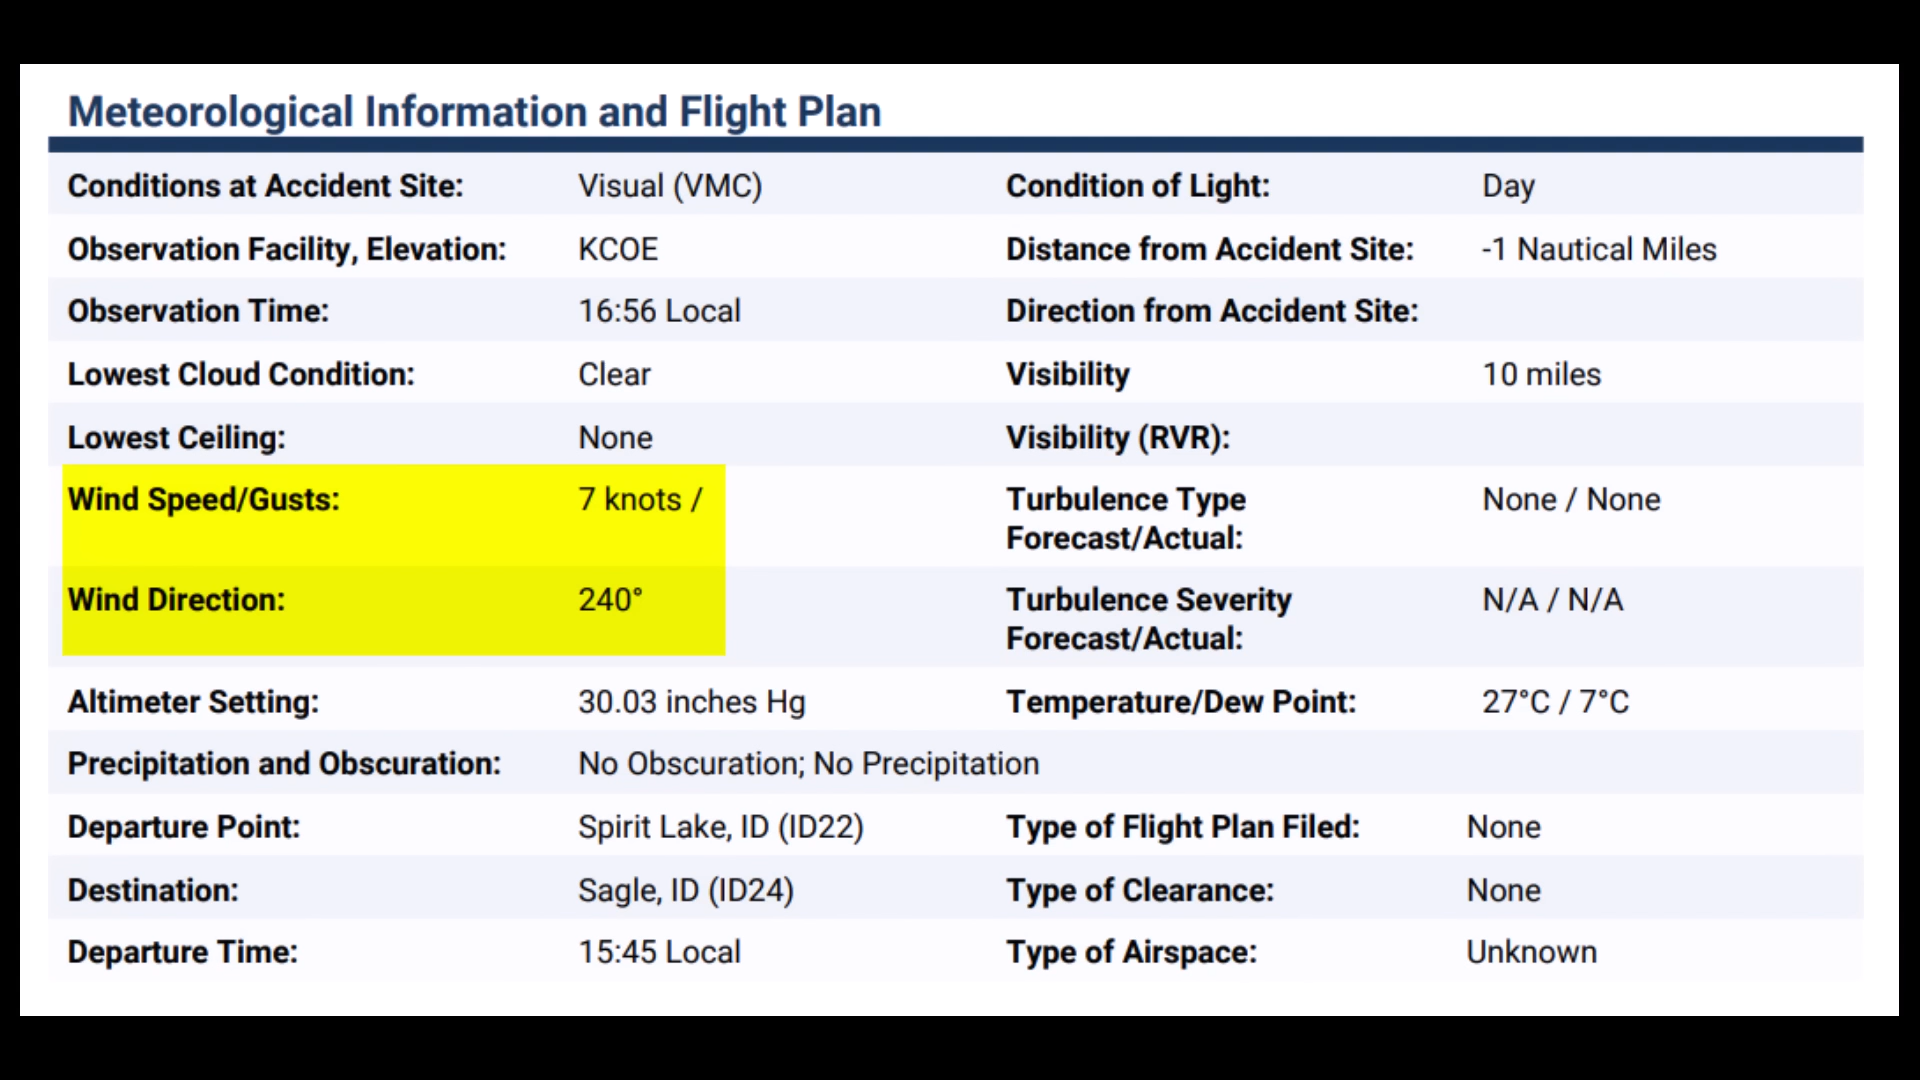 Meteorological Information and Flight Plan
Conditions at Accident Site: Visual (VMC) Condition of Light: Day
Observation Facility, Elevation: KCOE Distance from Accident Site: -1 Nautical Miles
Observation Time: 16:56 Local Direction from Accident Site:
Lowest Cloud Condition: Clear Visibility 10 miles
Lowest Ceiling: None Visibility (RVR):
Wind Speed/Gusts: 7 knots / Turbulence Type None / None
Forecast/Actual:
Wind Direction: 240° Turbulence Severity N/A / N/A
Forecast/Actual:
Altimeter Setting: 30.03 inches Hg Temperature/Dew Point: 27°C / 7°C
Precipitation and Obscuration: No Obscuration; No Precipitation
Departure Point: Spirit Lake, ID (ID22) Type of Flight Plan Filed: None
Destination: Sagle, ID (ID24) Type of Clearance: None
Departure Time: 15:45 Local Type of Airspace: Unknown